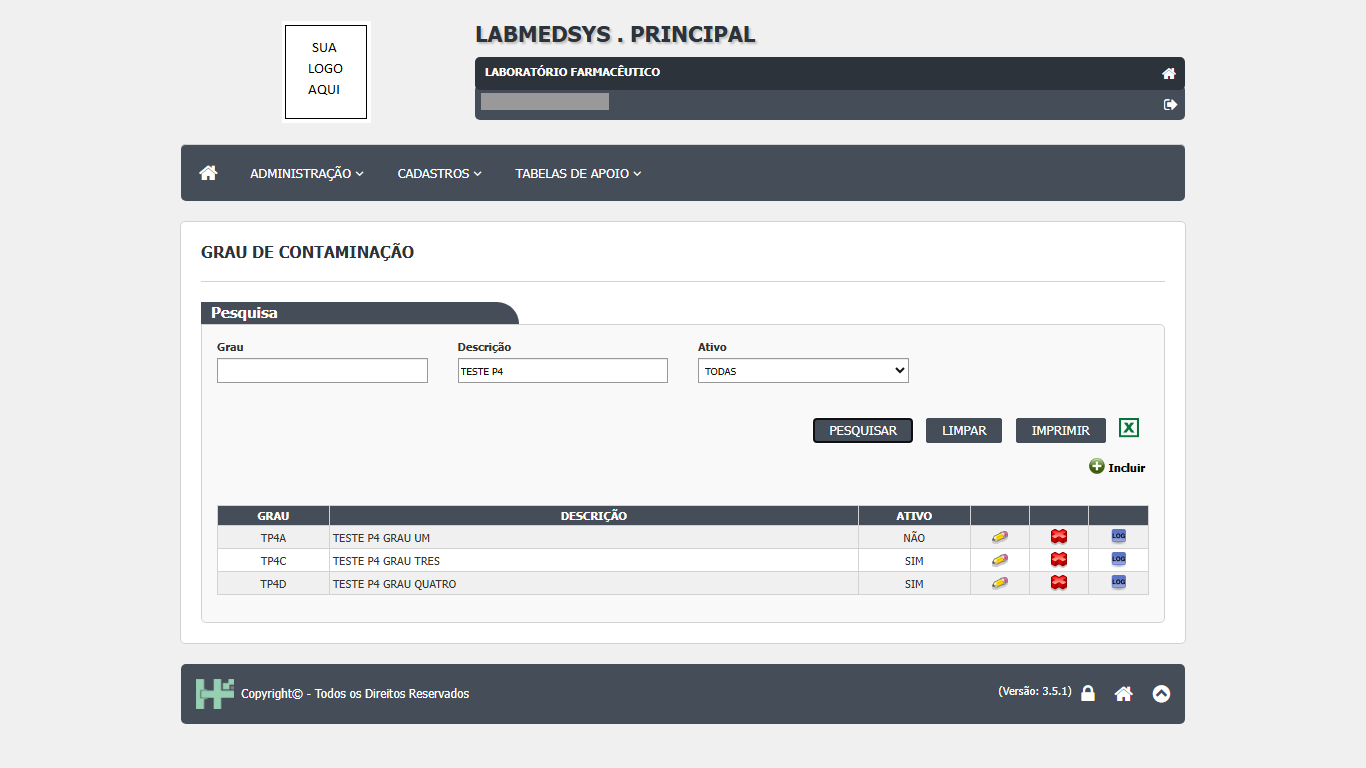 SUA
LOGO
AQUI
LABMEDSYS . PRINCIPAL
LABORATÓRIO FARMACÊUTICO
ADMINISTRAÇÃO CADASTROS TABELAS DE APOIO
GRAU DE CONTAMINAÇÃO
Pesquisa
Grau Descrição Ativo
TESTE P4 TODAS
PESQUISAR LIMPAR IMPRIMIR X
Incluir
GRAU DESCRIÇÃO ATIVO
TP4A TESTE P4 GRAU UM NÃO LOG
TP4C TESTE P4 GRAU TRES SIM LOG
TP4D TESTE P4 GRAU QUATRO SIM LOG
Copyright© - Todos os Direitos Reservados (Versão: 3.5.1)